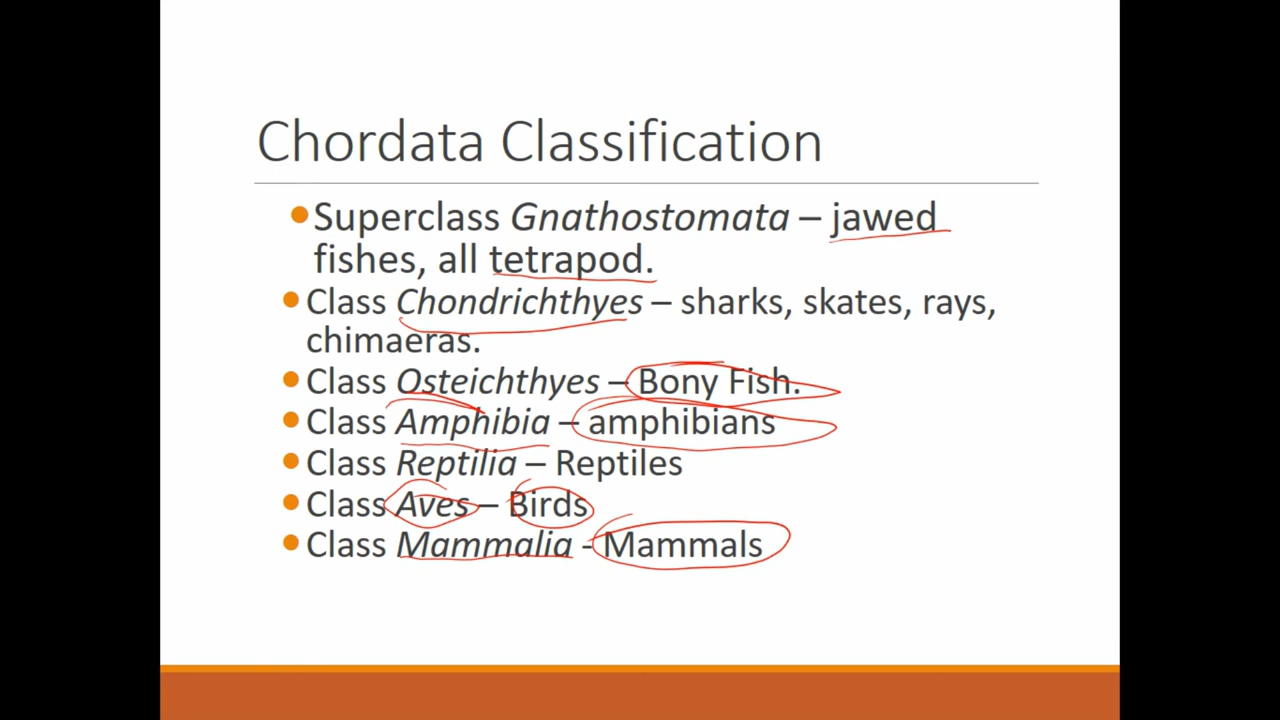 Chordata Classification
Superclass Gnathostomata – jawed
fishes, all tetrapod.
Class Chondrichthyes – sharks, skates, rays,
chimaeras.
Class Osteichthyes – Bony Fish.
Class Amphibia – amphibians
Class Reptilia – Reptiles
Class Aves – Birds
Class Mammalia - Mammals